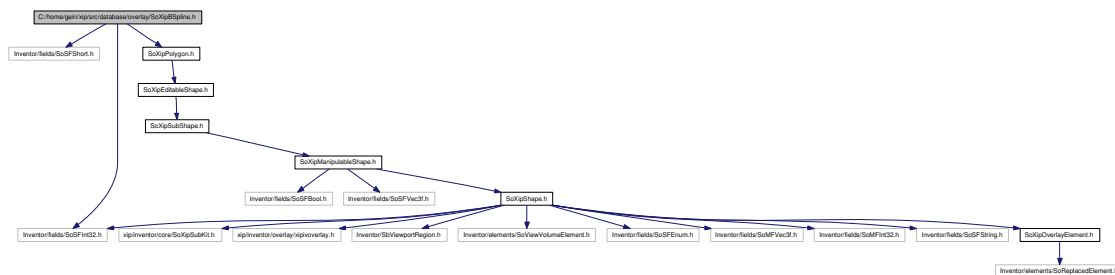 C:/home/gein/xip/src/database/overlay/SoXipBSpline.h
Inventor/fields/SoSFShort.h
SoXipPolygon.h
SoXipEditableShape.h
SoXipSubShape.h
SoXipManipulableShape.h
Inventor/fields/SoSFBool.h
Inventor/fields/SoSFVec3f.h
SoXipShape.h
Inventor/fields/SoSFInt32.h
xip/inventor/core/SoXipSubKit.h
xip/inventor/overlay/xipivoverlay.h
Inventor/SbViewportRegion.h
Inventor/elements/SoViewVolumeElement.h
Inventor/fields/SoSFEnum.h
Inventor/fields/SoMFVec3f.h
Inventor/fields/SoMFInt32.h
Inventor/fields/SoSFString.h
SoXipOverlayElement.h
Inventor/elements/SoReplacedElement.h